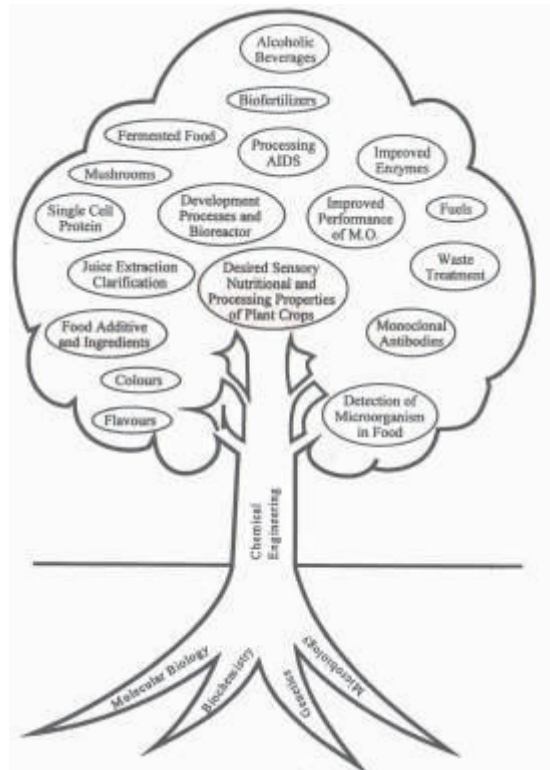 Alcoholic
Beverages
Biofertilizers
Fermented Food
Processing
AIDS
Improved
Enzymes
Mushrooms
Single Cell
Protein
Development
Processes and
Bioreactor
Improved
Performance
of M.O.
Fuels
Juice Extraction
Clarification
Desired Sensory
Nutritional and
Processing Properties
of Plant Crops
Waste
Treatment
Food Additive
and Ingredients
Monoclonal
Antibodies
Colours
Flavours
Detection of
Microorganism
in Food
Chemical
Engineering
Molecular Biology
Biochemistry
Genetics
Microbiology